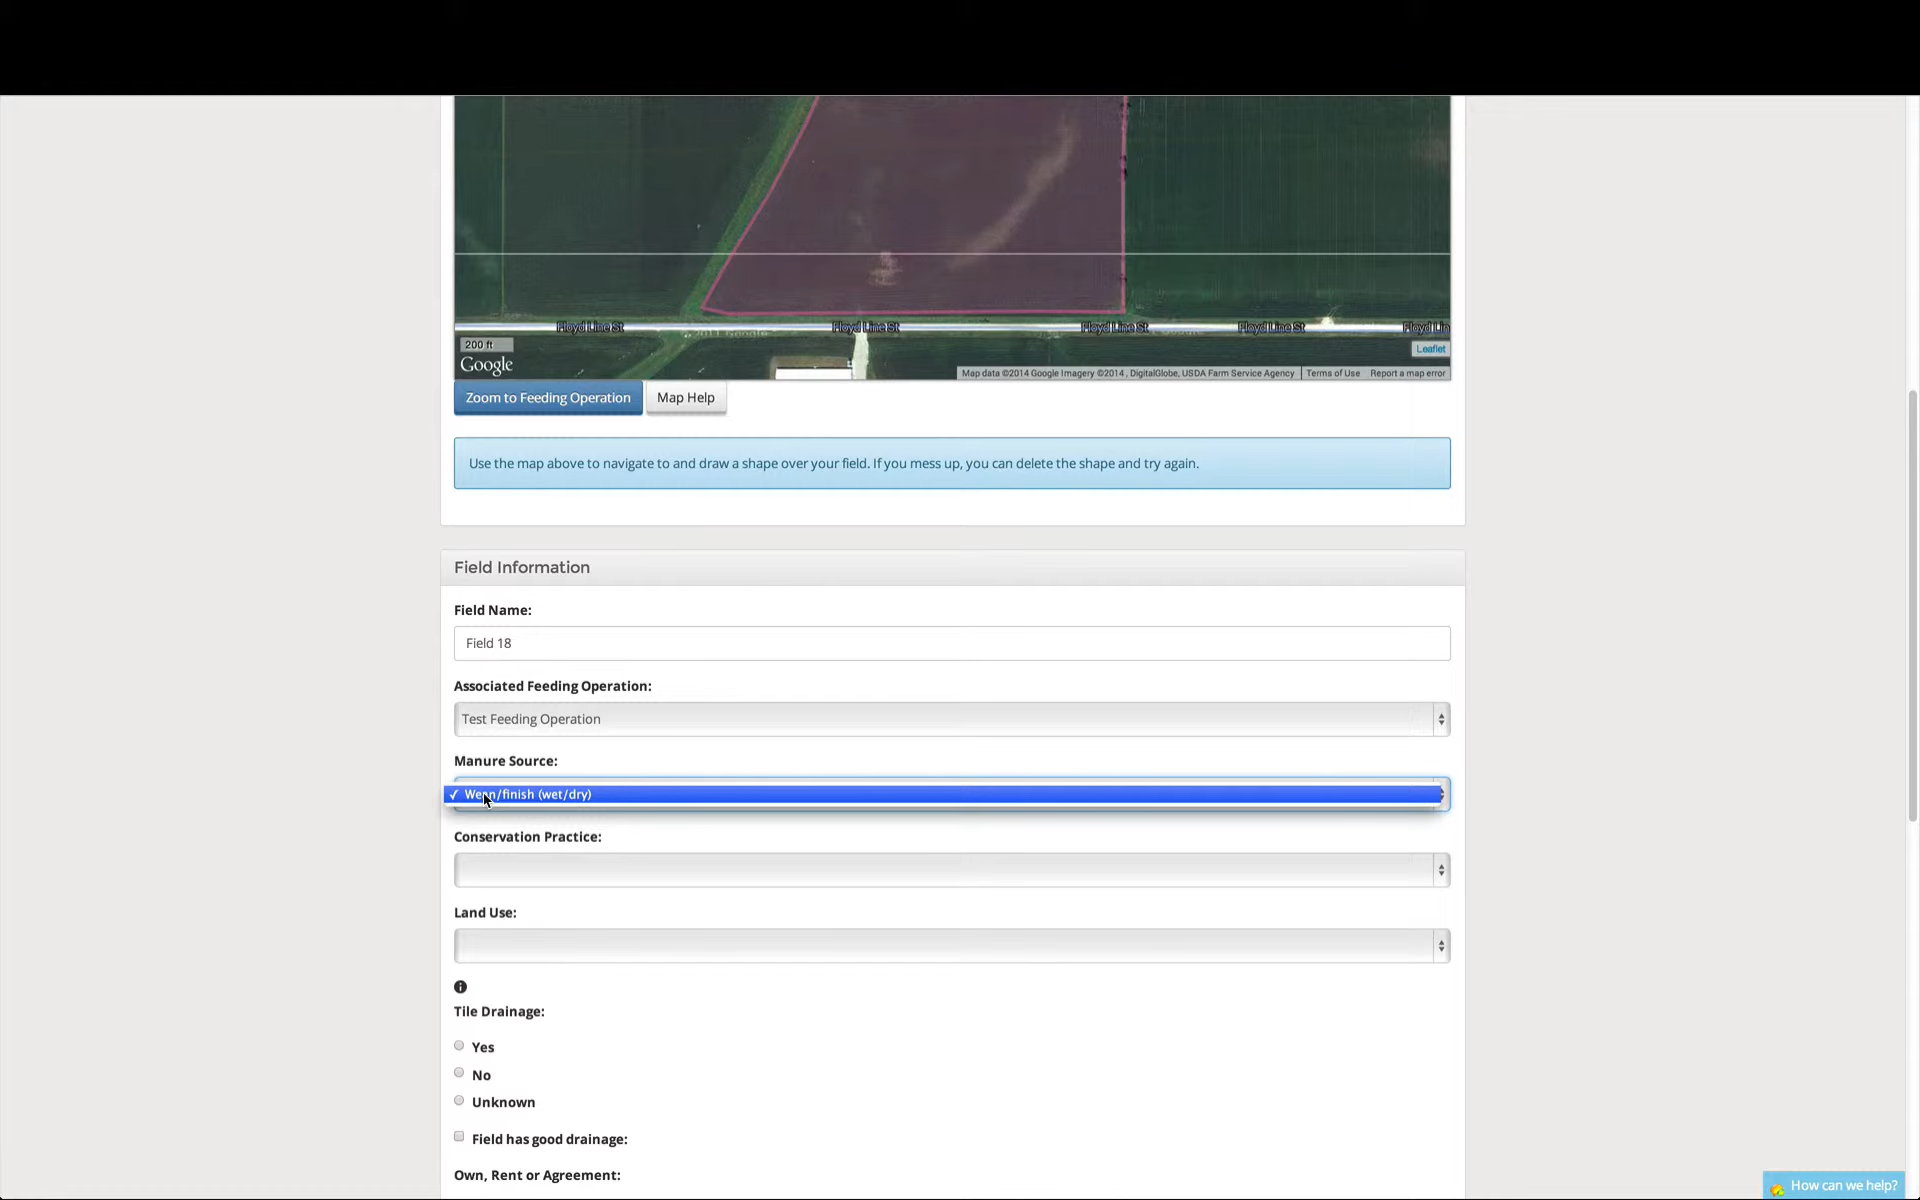 Floyd Line St Floyd Line St Floyd Line St Floyd Line St Floyd Lin
200 ft
Leaflet
Google
Map data ©2014 Google Imagery ©2014 , DigitalGlobe, USDA Farm Service Agency Terms of Use Report a map error
Zoom to Feeding Operation Map Help
Use the map above to navigate to and draw a shape over your field. If you mess up, you can delete the shape and try again.
Field Information
Field Name:
Field 18
Associated Feeding Operation:
Test Feeding Operation
Manure Source:
✓ Wean/finish (wet/dry)
Conservation Practice:
Land Use:
Tile Drainage:
Yes
No
Unknown
Field has good drainage:
Own, Rent or Agreement:
How can we help?